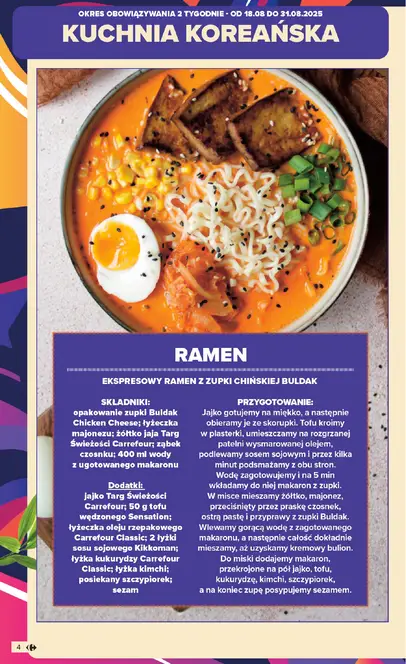 OKRES OBOWIĄZYWANIA 2 TYGODNIE - OD 18.08 DO 31.08.2025
KUCHNIA KOREAŃSKA
RAMEN
EKSPRESOWY RAMEN Z ZUPKI CHIŃSKIEJ BULDAK
SKŁADNIKI:
opakowanie zupki Buldak
Chicken Cheese; łyżeczka
majonezu; żółtko jaja Targ
Świeżości Carrefour; ząbek
czosnku; 400 ml wody
z ugotowanego makaronu
Dodatki:
jajko Targ Świeżości
Carrefour; 50 g tofu
wędzonego Sensation;
łyżeczka oleju rzepakowego
Carrefour Classic; 2 łyżki
sosu sojowego Kikkoman;
łyżka kukurydzy Carrefour
Classic; łyżka kimchi;
posiekany szczypiorek;
sezam
PRZYGOTOWANIE:
Jajko gotujemy na miękko, a następnie
obieramy je ze skorupki. Tofu kroimy
w plasterki, umieszczamy na rozgrzanej
patelni wysmarowanej olejem,
podlewamy sosem sojowym i przez kilka
minut podsmażamy z obu stron.
Wodę zagotowujemy i na 5 min
wkładamy do niej makaron z zupki.
W misce mieszamy żółtko, majonez,
przeciśnięty przez praskę czosnek,
ostrą pastę i przyprawy z zupki Buldak.
Wlewamy gorącą wodę z zagotowanego
makaronu, a następnie całość dokładnie
mieszamy, aż uzyskamy kremowy bulion.
Do miski dodajemy makaron,
przekrojone na pół jajko, tofu,
kukurydzę, kimchi, szczypiorek,
a na koniec zupę posypujemy sezamem.
4